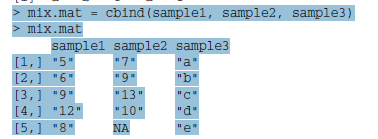 > mix.mat = cbind(sample1, sample2, sample3)
> mix.mat
     sample1 sample2 sample3
[1,] "5"     "7"     "a"
[2,] "6"     "9"     "b"
[3,] "9"     "13"    "c"
[4,] "12"    "10"    "d"
[5,] "8"     NA      "e"